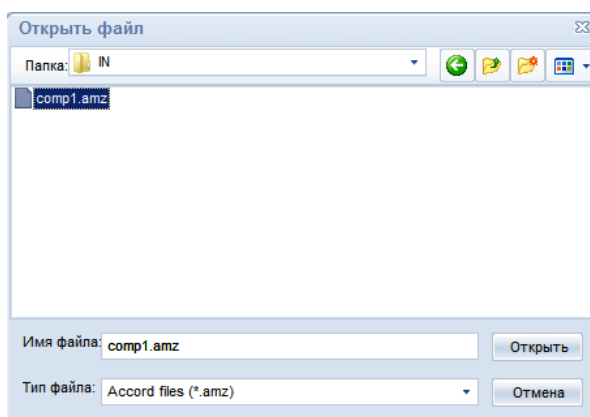 Открыть файл
Папка: IN
comp1.amz
Имя файла: comp1.amz Открыть
Тип файла: Accord files (*.amz) Отмена